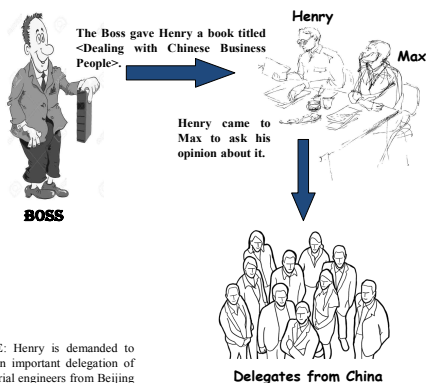 The Boss gave Henry a book titled
<Dealing with Chinese Business
People>.
Henry
Max
Henry came to
Max to ask his
opinion about it.
BOSS
E: Henry is demanded to
n important delegation of
rial engineers from Beijing
Delegates from China